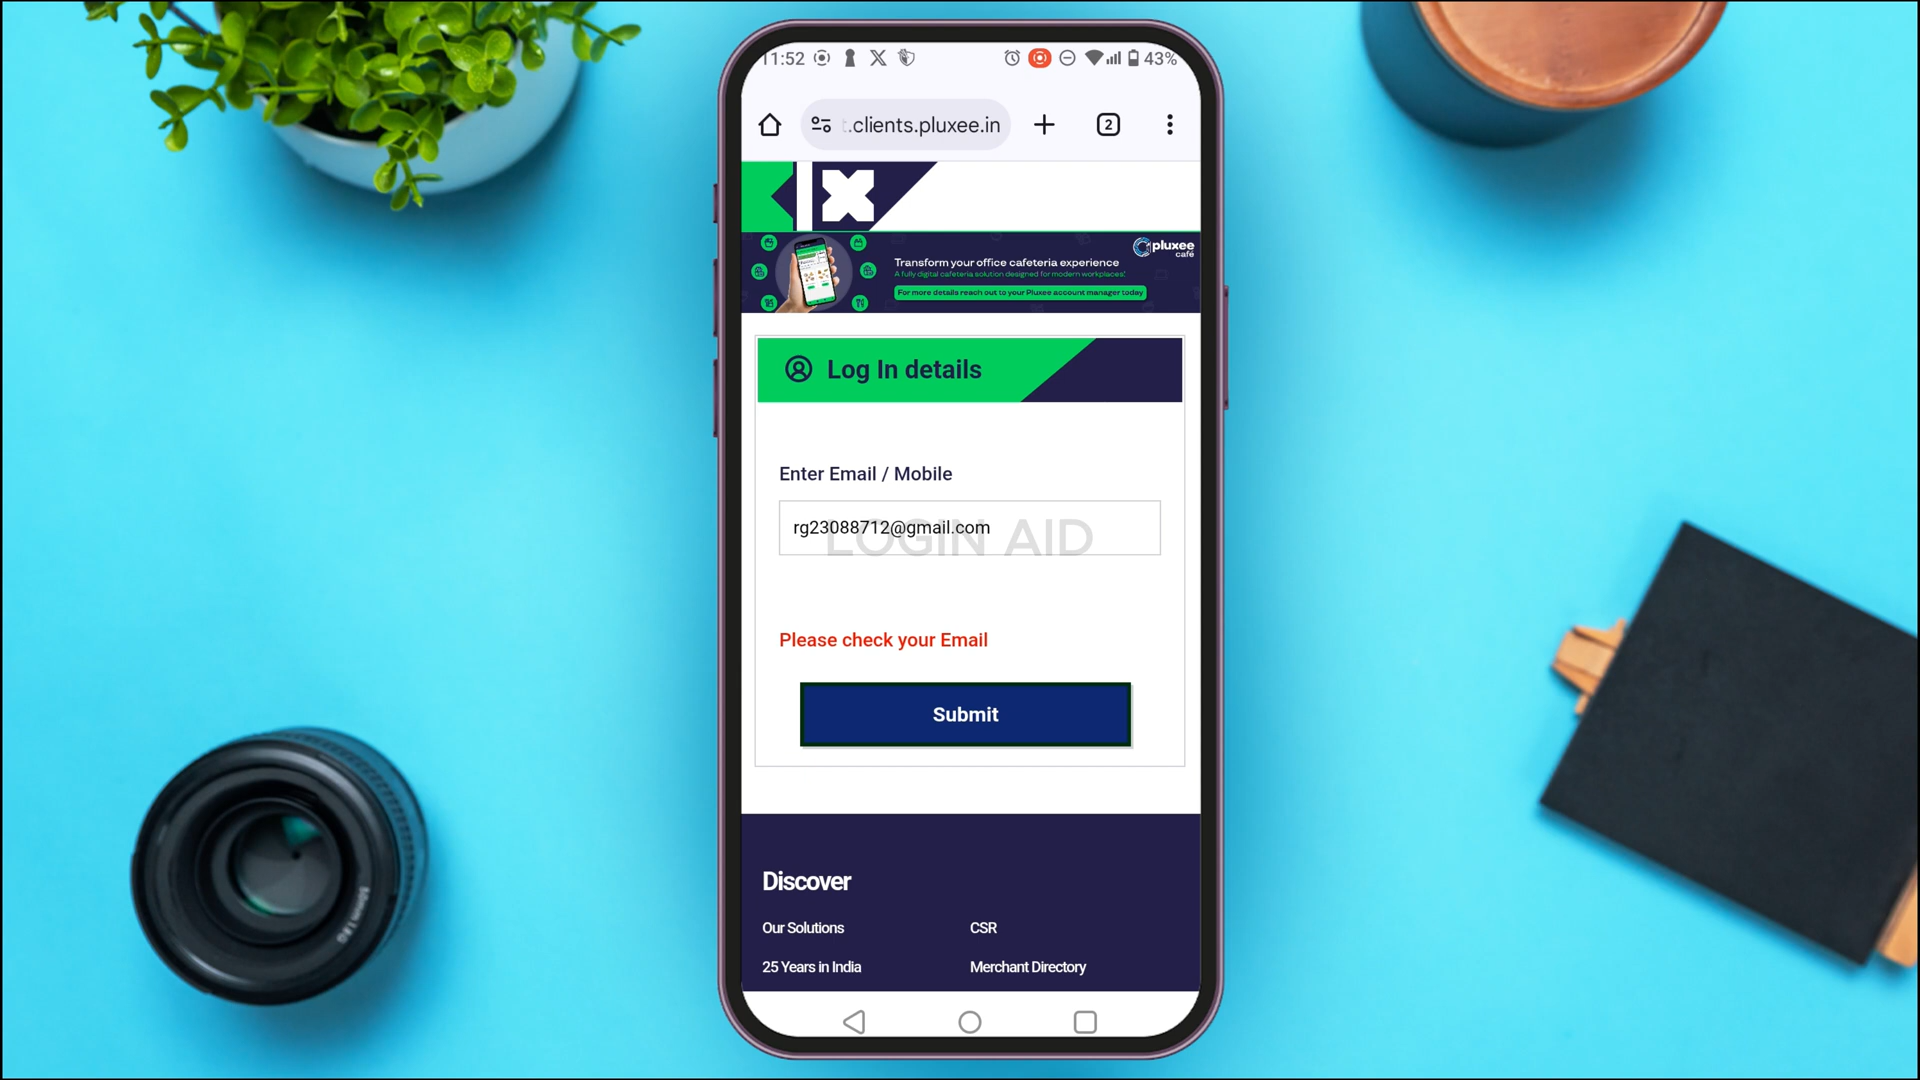 11:52
43%
.clients.pluxee.in
2
pluxee
cafe
Transform your office cafeteria experience
A fully digital cafeteria solution designed for modern workplaces!
For more details reach out to your Pluxee account manager today
Log In details
Enter Email / Mobile
rg23088712@gmail.com
LOGIN AID
Please check your Email
Submit
Discover
Our Solutions CSR
25 Years in India Merchant Directory